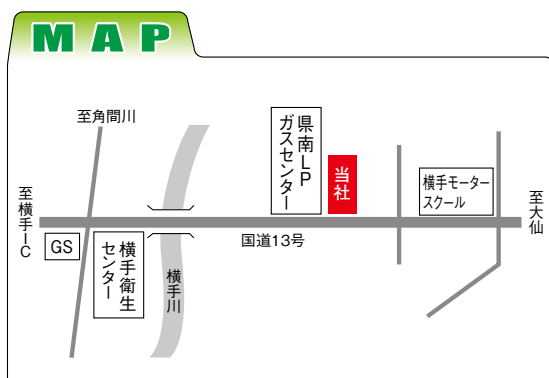 MAP
至角間川
県南LP
ガスセンター
当社
横手モーター
スクール
至横手IC
至大仙
国道13号
GS
横手衛生
センター
横手川